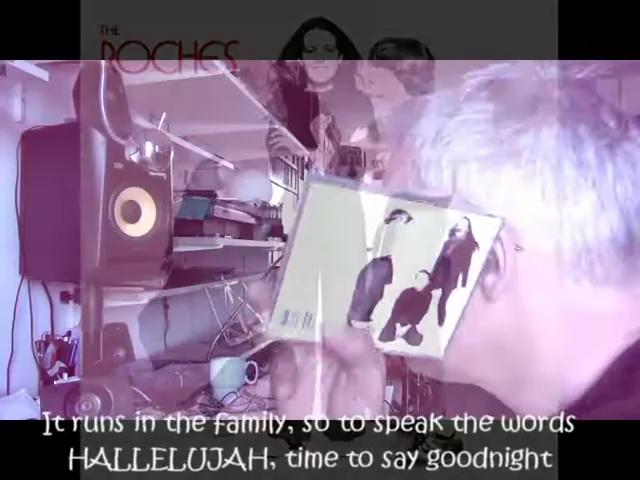 THE
ROCHES
It runs in the family, so to speak the words
HALLELUJAH, time to say goodnight